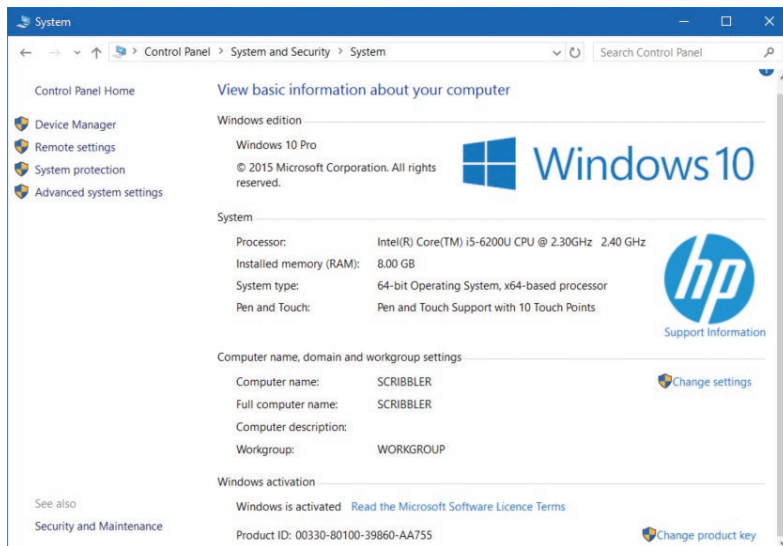 System
Control Panel > System and Security > System
Search Control Panel
Control Panel Home
Device Manager
Remote settings
System protection
Advanced system settings
See also
Security and Maintenance
View basic information about your computer
Windows edition
Windows 10 Pro
© 2015 Microsoft Corporation. All rights
reserved.
Windows 10
System
Processor: Intel(R) Core(TM) i5-6200U CPU @ 2.30GHz 2.40 GHz
Installed memory (RAM): 8.00 GB
System type: 64-bit Operating System, x64-based processor
Pen and Touch: Pen and Touch Support with 10 Touch Points
hp
Support Information
Computer name, domain and workgroup settings
Computer name: SCRIBBLER
Change settings
Full computer name: SCRIBBLER
Computer description:
Workgroup: WORKGROUP
Windows activation
Windows is activated Read the Microsoft Software Licence Terms
Product ID: 00330-80100-39860-AA755
Change product key